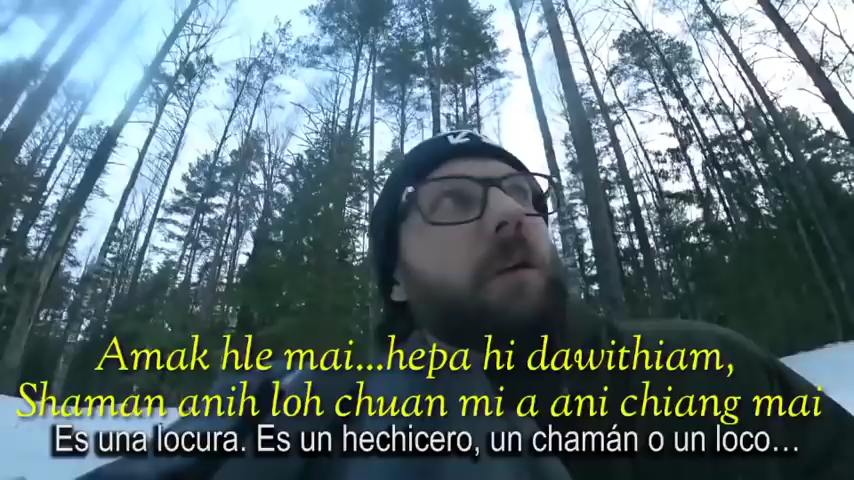 Amak hle mai...hepa hi dawithiam,
Shaman anih loh chuan mi a ani chiang mai
Es una locura. Es un hechicero, un chamán o un loco...